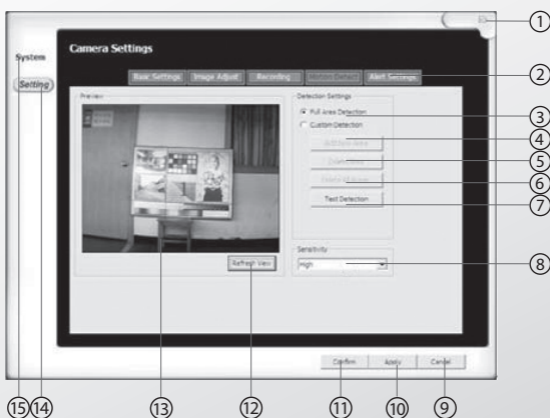 ①
Camera Settings
System
Setting
Basic Settings Image Adjust Recording Motion Detect Alert Settings
②
Preview
Detection Settings
Full Area Detection
③
Custom Detection
④
⑤
⑥
Test Detection
⑦
Refresh View
Sensitivity
High
⑧
Confirm Apply Cancel
⑮ ⑭ ⑬ ⑫ ⑪ ⑩ ⑨